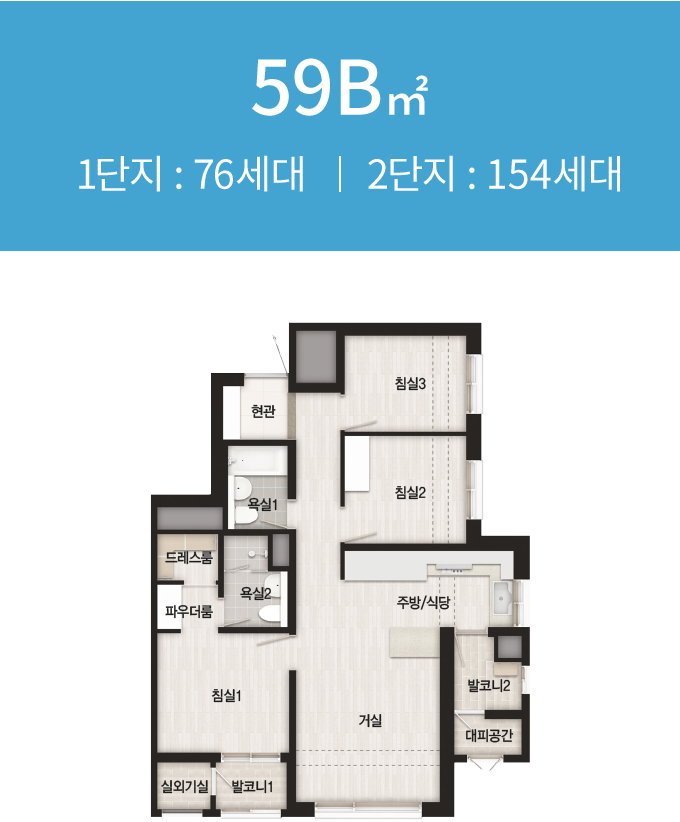 59B㎡
1단지 : 76세대 | 2단지 : 154세대
침실3
현관
침실2
욕실1
드레스룸
욕실2
파우더룸
주방/식당
침실1
거실
발코니2
대피공간
실외기실
발코니1